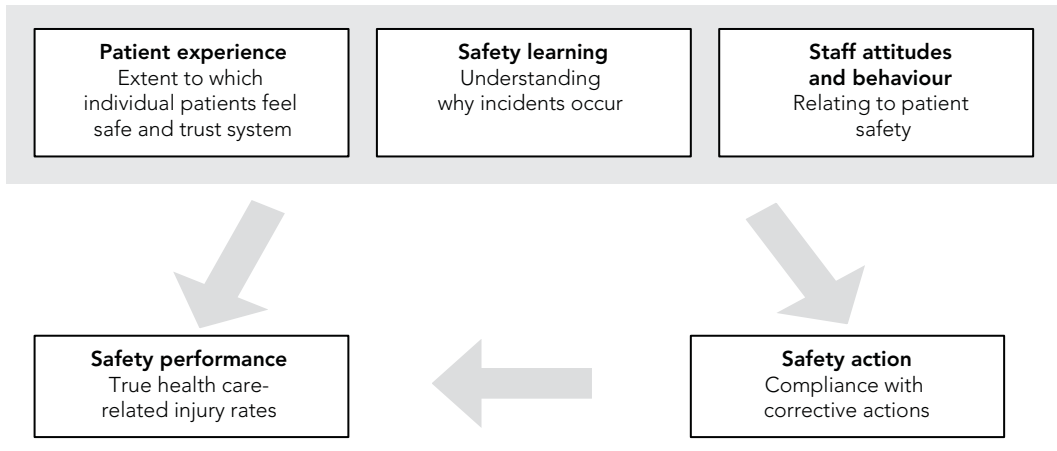 Patient experience
Extent to which
individual patients feel
safe and trust system
Safety learning
Understanding
why incidents occur
Staff attitudes
and behaviour
Relating to patient
safety
Safety performance
True health care-
related injury rates
Safety action
Compliance with
corrective actions